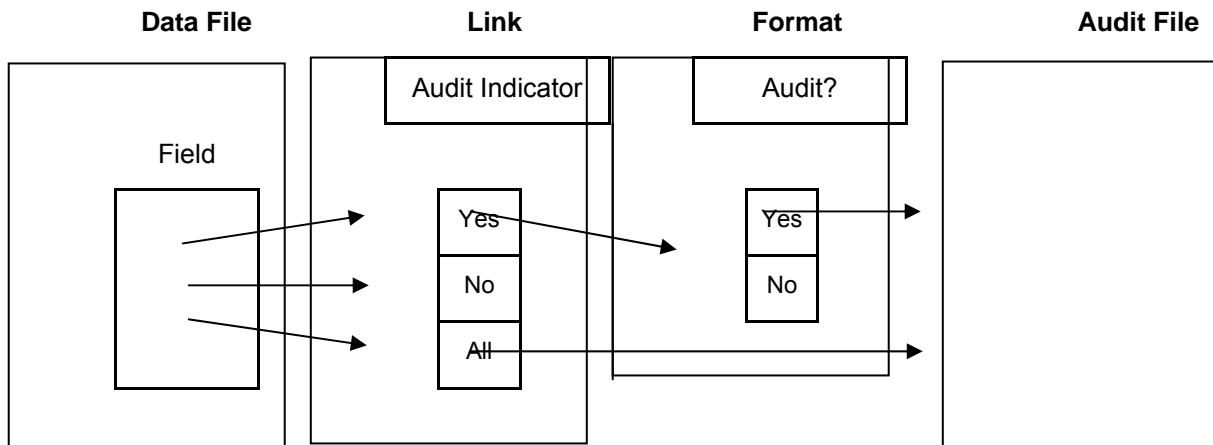 Data File Link Format Audit File
Audit Indicator Audit?
Field
Yes Yes
No No
All